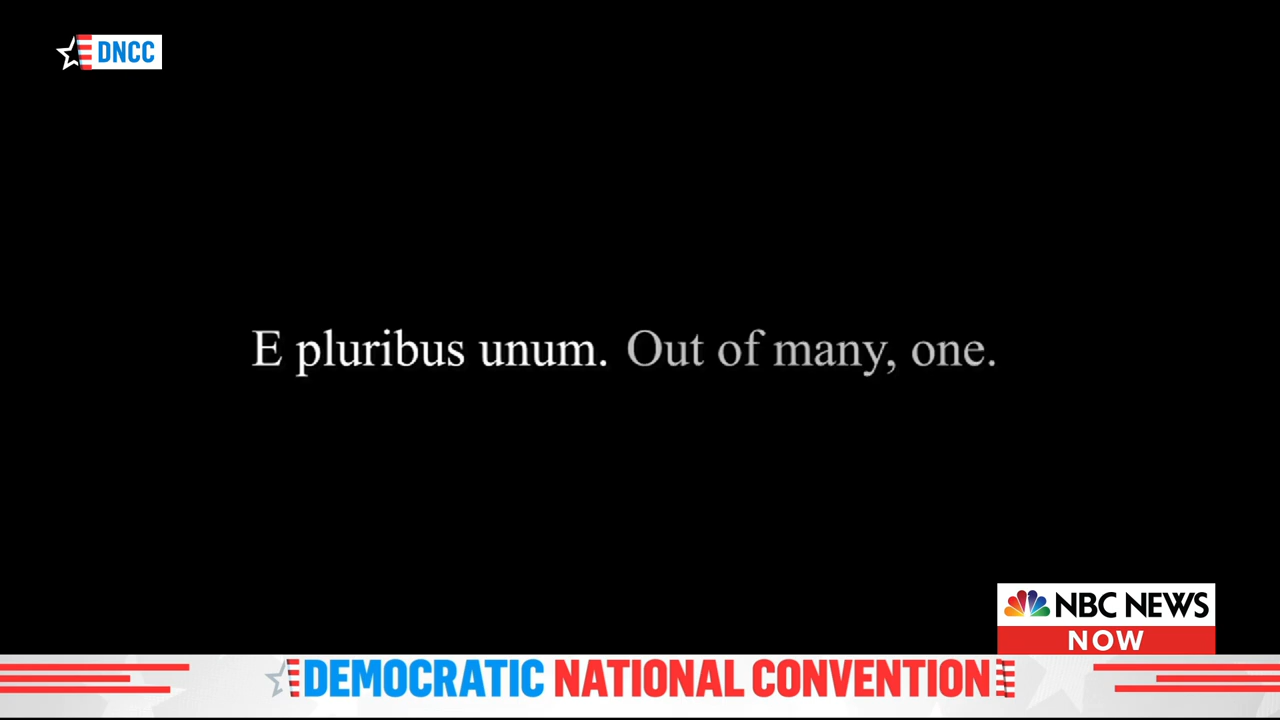 DNCC
E pluribus unum. Out of many, one.
NBC NEWS
NOW
DEMOCRATIC NATIONAL CONVENTION